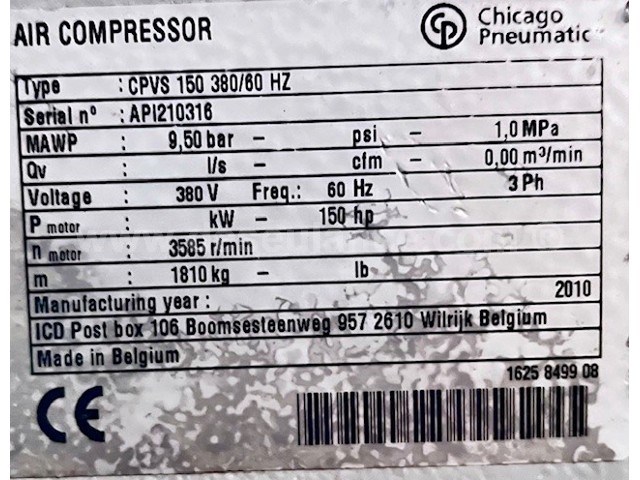 AIR COMPRESSOR
CP Chicago Pneumatic
Type : CPVS 150 380/60 HZ
Serial nº : API210316
MAWP : 9,50 bar – psi – 1,0 MPa
Qv : l/s – cfm – 0,00 m³/min
Voltage : 380 V Freq.: 60 Hz 3 Ph
P motor : kW – 150 hp
n motor : 3585 r/min
m : 1810 kg – lb
Manufacturing year : 2010
ICD Post box 106 Boomsesteenweg 957 2610 Wilrijk Belgium
Made in Belgium
1625 8499 08
CE